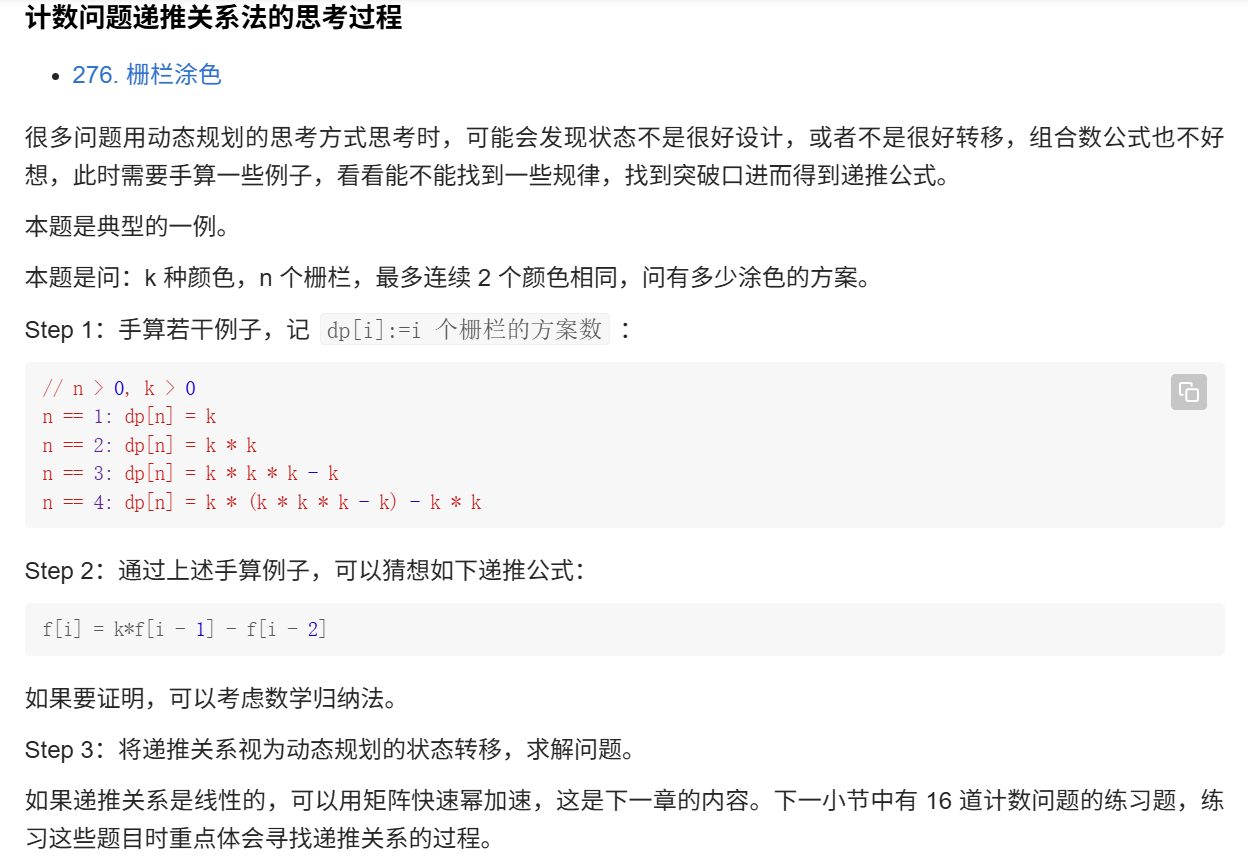 计数问题递推关系法的思考过程
• 276. 栅栏涂色
很多问题用动态规划的思考方式思考时，可能会发现状态不是很好设计，或者不是很好转移，组合数公式也不好
想，此时需要手算一些例子，看看能不能找到一些规律，找到突破口进而得到递推公式。
本题是典型的一例。
本题是问：k 种颜色，n 个栅栏，最多连续 2 个颜色相同，问有多少涂色的方案。
Step 1：手算若干例子，记 dp[i]:=i 个栅栏的方案数 ：
// n > 0, k > 0
n == 1: dp[n] = k
n == 2: dp[n] = k * k
n == 3: dp[n] = k * k * k - k
n == 4: dp[n] = k * (k * k * k - k) - k * k
Step 2：通过上述手算例子，可以猜想如下递推公式：
f[i] = k*f[i - 1] - f[i - 2]
如果要证明，可以考虑数学归纳法。
Step 3：将递推关系视为动态规划的状态转移，求解问题。
如果递推关系是线性的，可以用矩阵快速幂加速，这是下一章的内容。下一小节中有 16 道计数问题的练习题，练
习这些题目时重点体会寻找递推关系的过程。